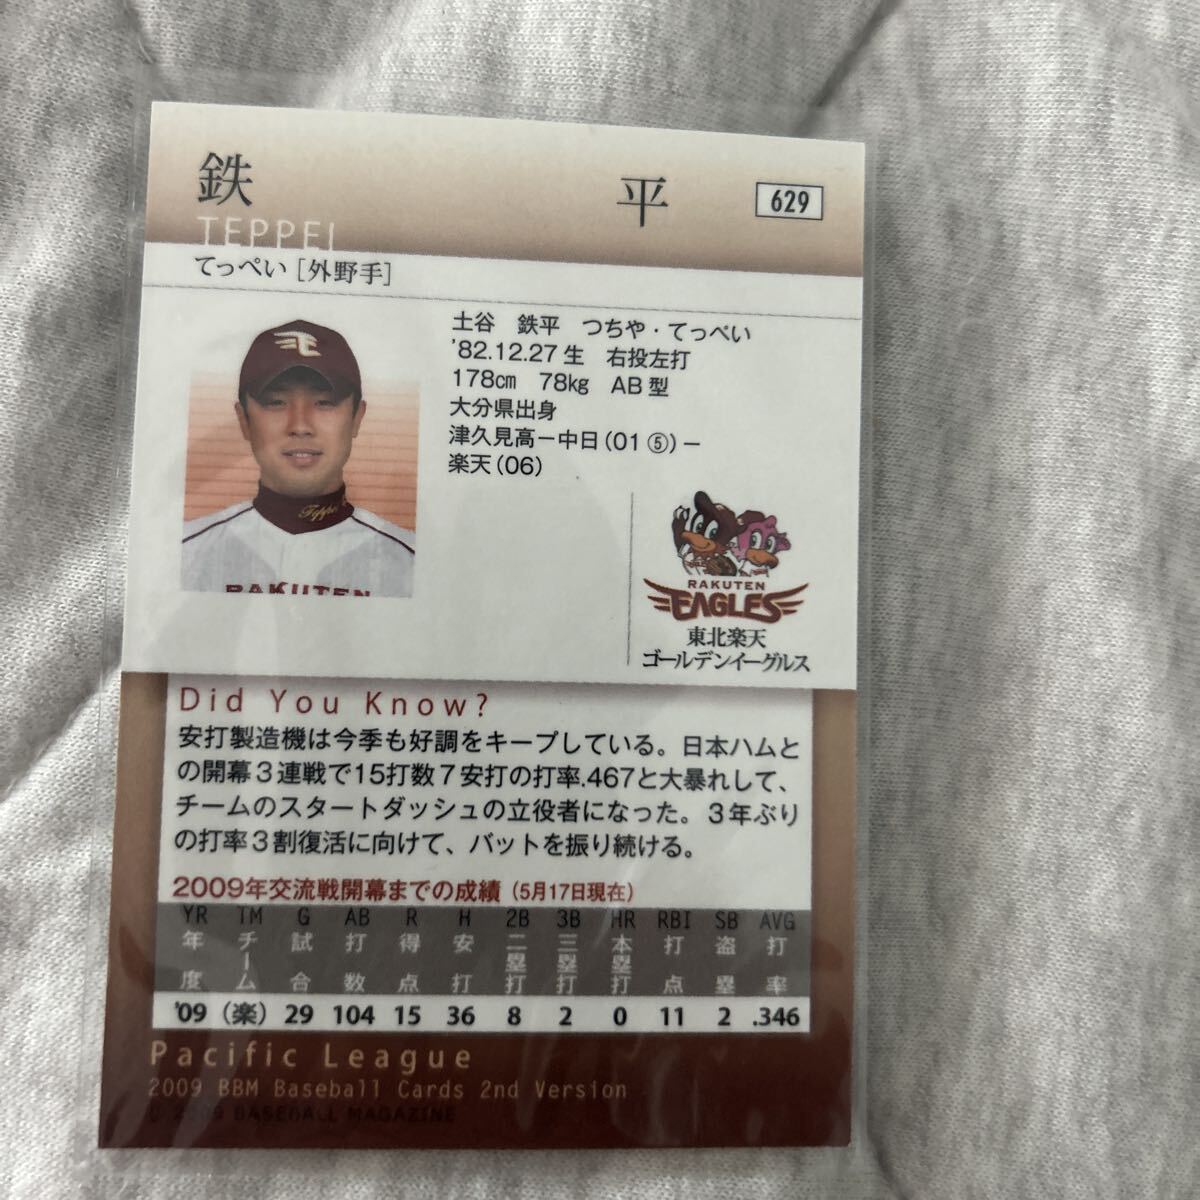 鉄 平 629
TEPPEI
てっぺい [外野手]
土谷 鉄平 つちや・てっぺい
'82.12.27生 右投左打
178cm 78kg AB型
大分県出身
津久見高ー中日(01⑤)ー
楽天(06)
Teppei
RAKUTEN
RAKUTEN
EAGLES
東北楽天
ゴールデンイーグルス
Did You Know?
安打製造機は今季も好調をキープしている。日本ハムと
の開幕3連戦で15打数7安打の打率.467と大暴れして、
チームのスタートダッシュの立役者になった。3年ぶり
の打率3割復活に向けて、バットを振り続ける。
2009年交流戦開幕までの成績(5月17日現在)
YR TM G AB R H 2B 3B HR RBI SB AVG
年度 チーム 試合 打数 得点 安打 二塁打 三塁打 本塁打 打点 盗塁 打率
'09 (楽) 29 104 15 36 8 2 0 11 2 .346
Pacific League
2009 BBM Baseball Cards 2nd Version
© 2009 BASEBALL MAGAZINE